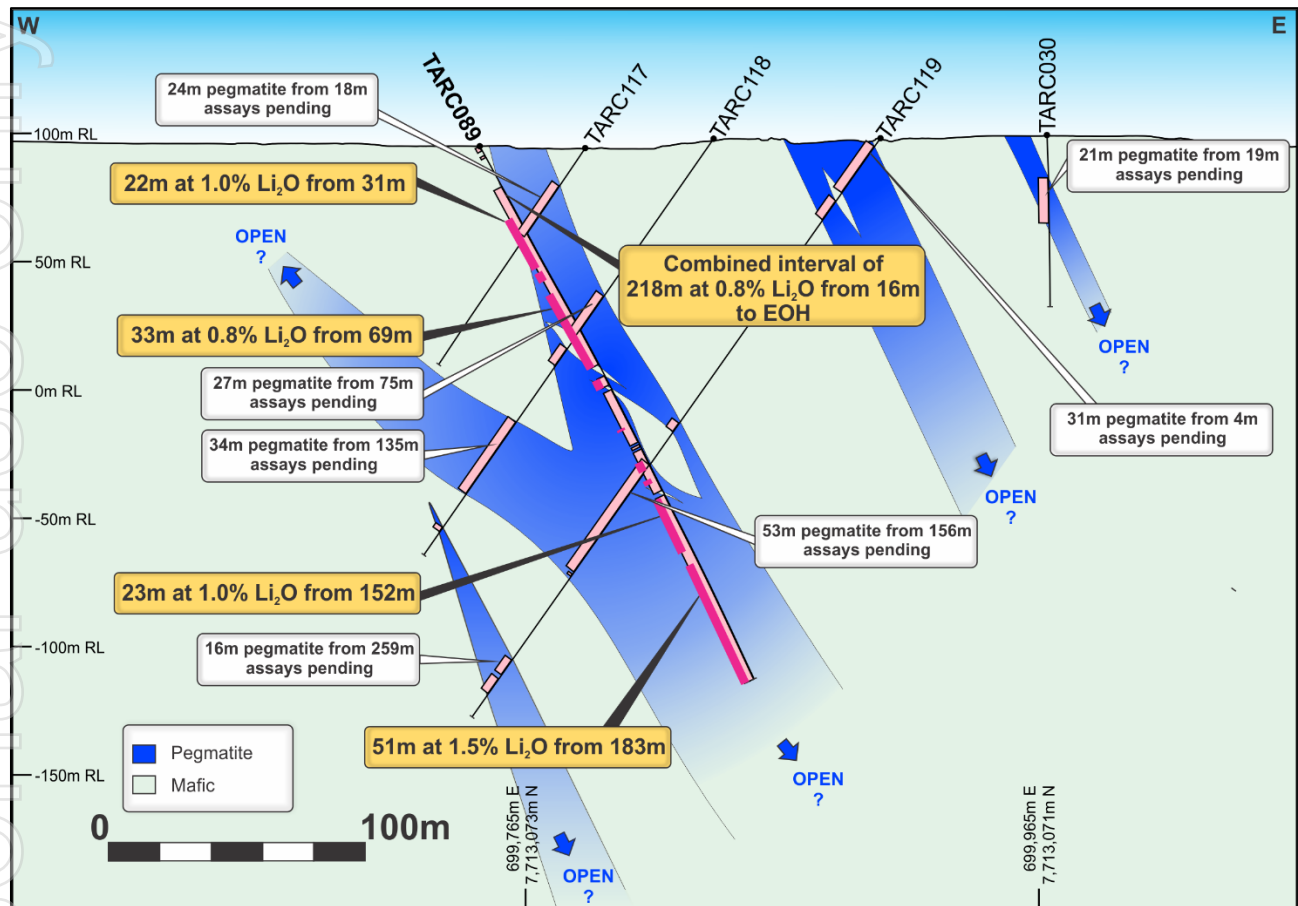 W
E
TARC089
TARC117
TARC118
TARC119
TARC030
24m pegmatite from 18m
assays pending
100m RL
21m pegmatite from 19m
assays pending
22m at 1.0% Li₂O from 31m
OPEN
?
50m RL
Combined interval of
218m at 0.8% Li₂O from 16m
to EOH
33m at 0.8% Li₂O from 69m
OPEN
?
27m pegmatite from 75m
assays pending
0m RL
31m pegmatite from 4m
assays pending
34m pegmatite from 135m
assays pending
OPEN
?
-50m RL
53m pegmatite from 156m
assays pending
23m at 1.0% Li₂O from 152m
-100m RL
16m pegmatite from 259m
assays pending
51m at 1.5% Li₂O from 183m
Pegmatite
Mafic
-150m RL
OPEN
?
0
100m
699,765m E
7,713,073m N
699,965m E
7,713,071m N
OPEN
?